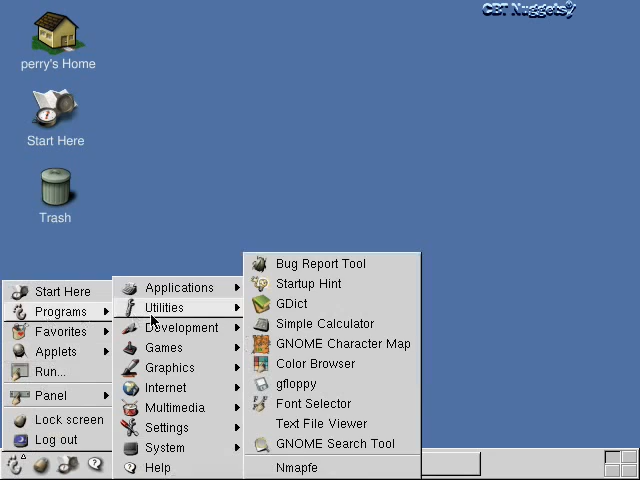 CBT Nuggets
perry's Home
Start Here
Trash
Start Here
Programs
Favorites
Applets
Run...
Panel
Lock screen
Log out
Applications
Utilities
Development
Games
Graphics
Internet
Multimedia
Settings
System
Help
Bug Report Tool
Startup Hint
GDict
Simple Calculator
GNOME Character Map
Color Browser
gfloppy
Font Selector
Text File Viewer
GNOME Search Tool
Nmapfe